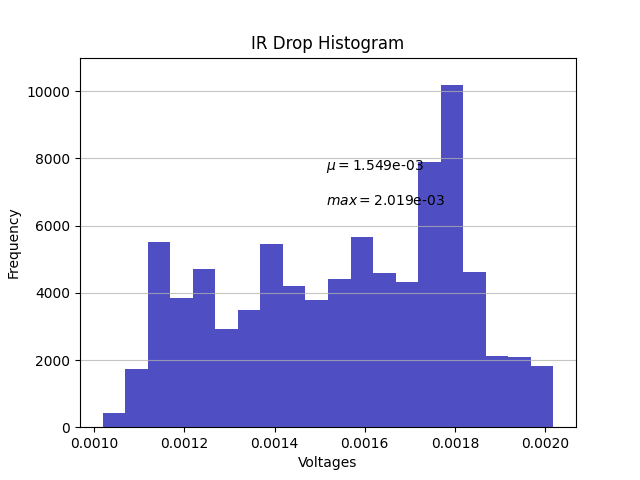 IR Drop Histogram
10000
8000
6000
4000
2000
0
Frequency
μ = 1.549e-03
max = 2.019e-03
0.0010 0.0012 0.0014 0.0016 0.0018 0.0020
Voltages